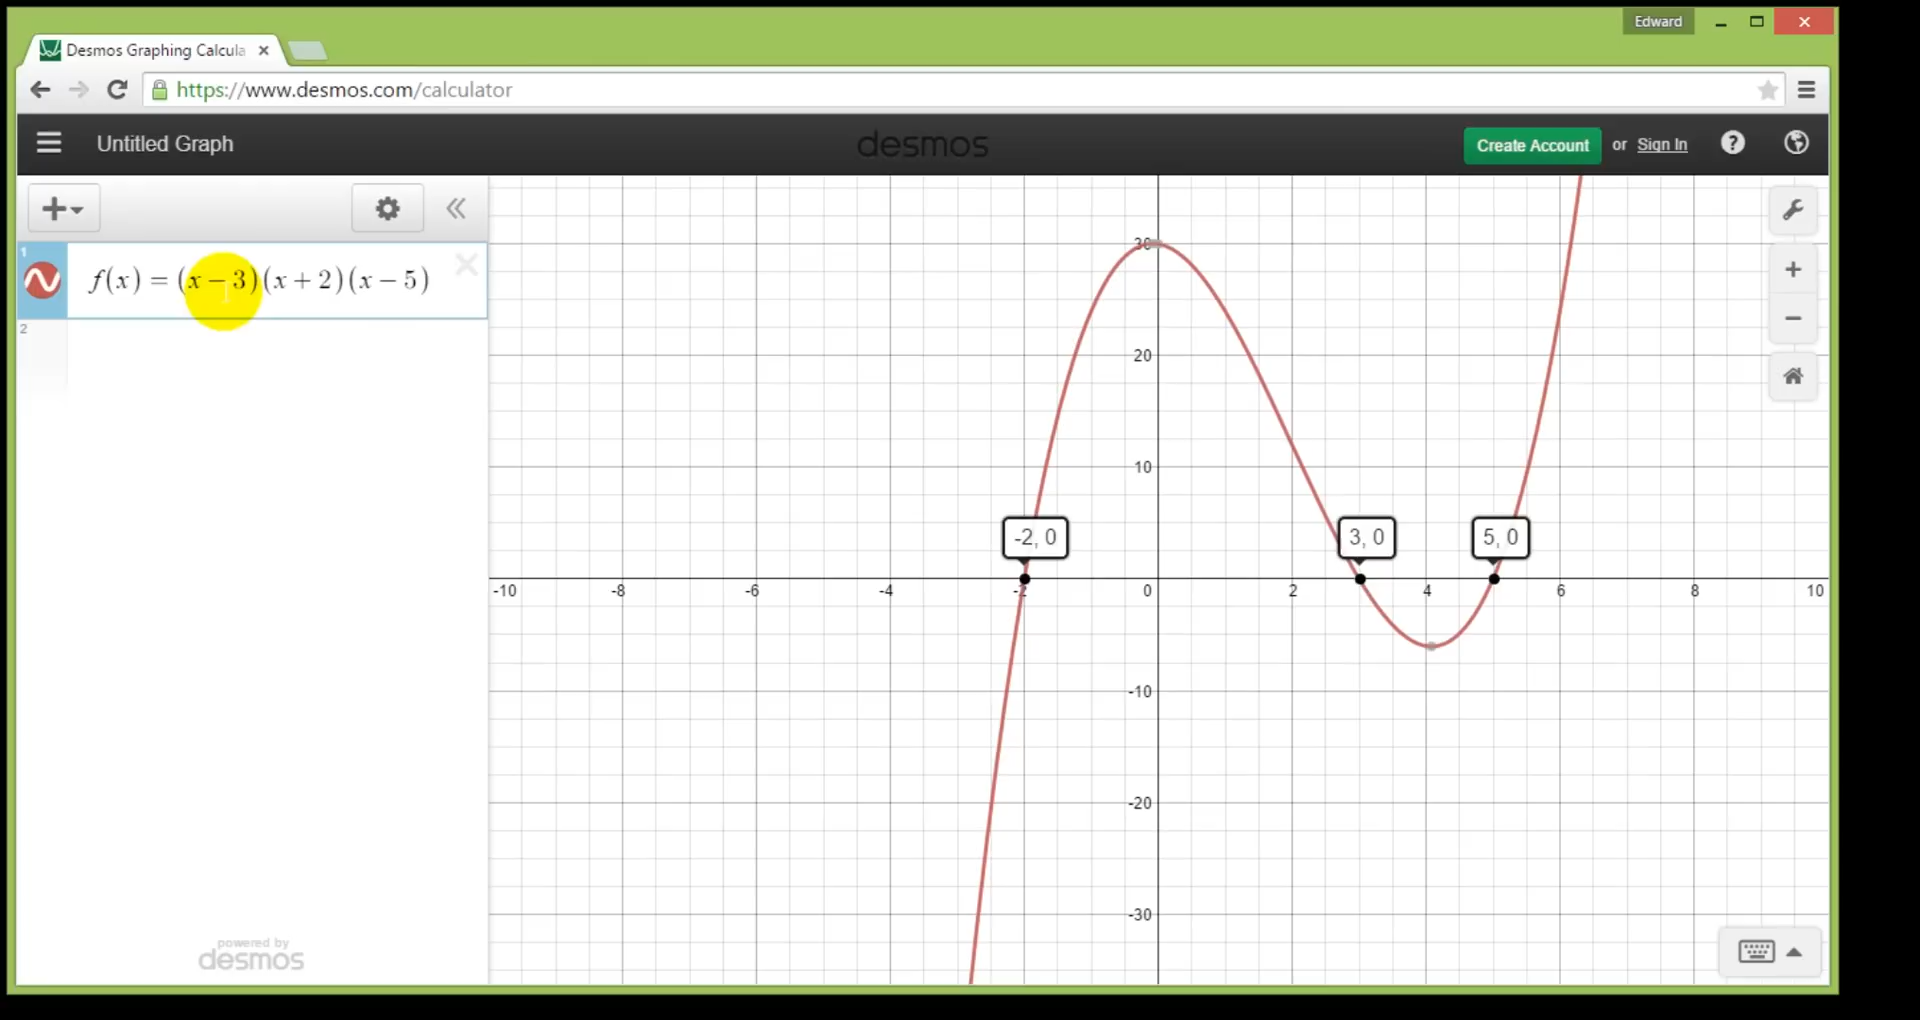 Edward
Desmos Graphing Calcula
https://www.desmos.com/calculator
Untitled Graph
desmos
Create Account or Sign In
?
1
f(x) = (x − 3)(x + 2)(x − 5)
2
30
20
10
-2, 0
3, 0
5, 0
-10 -8 -6 -4 -2 0 2 4 6 8 10
-10
-20
-30
powered by
desmos